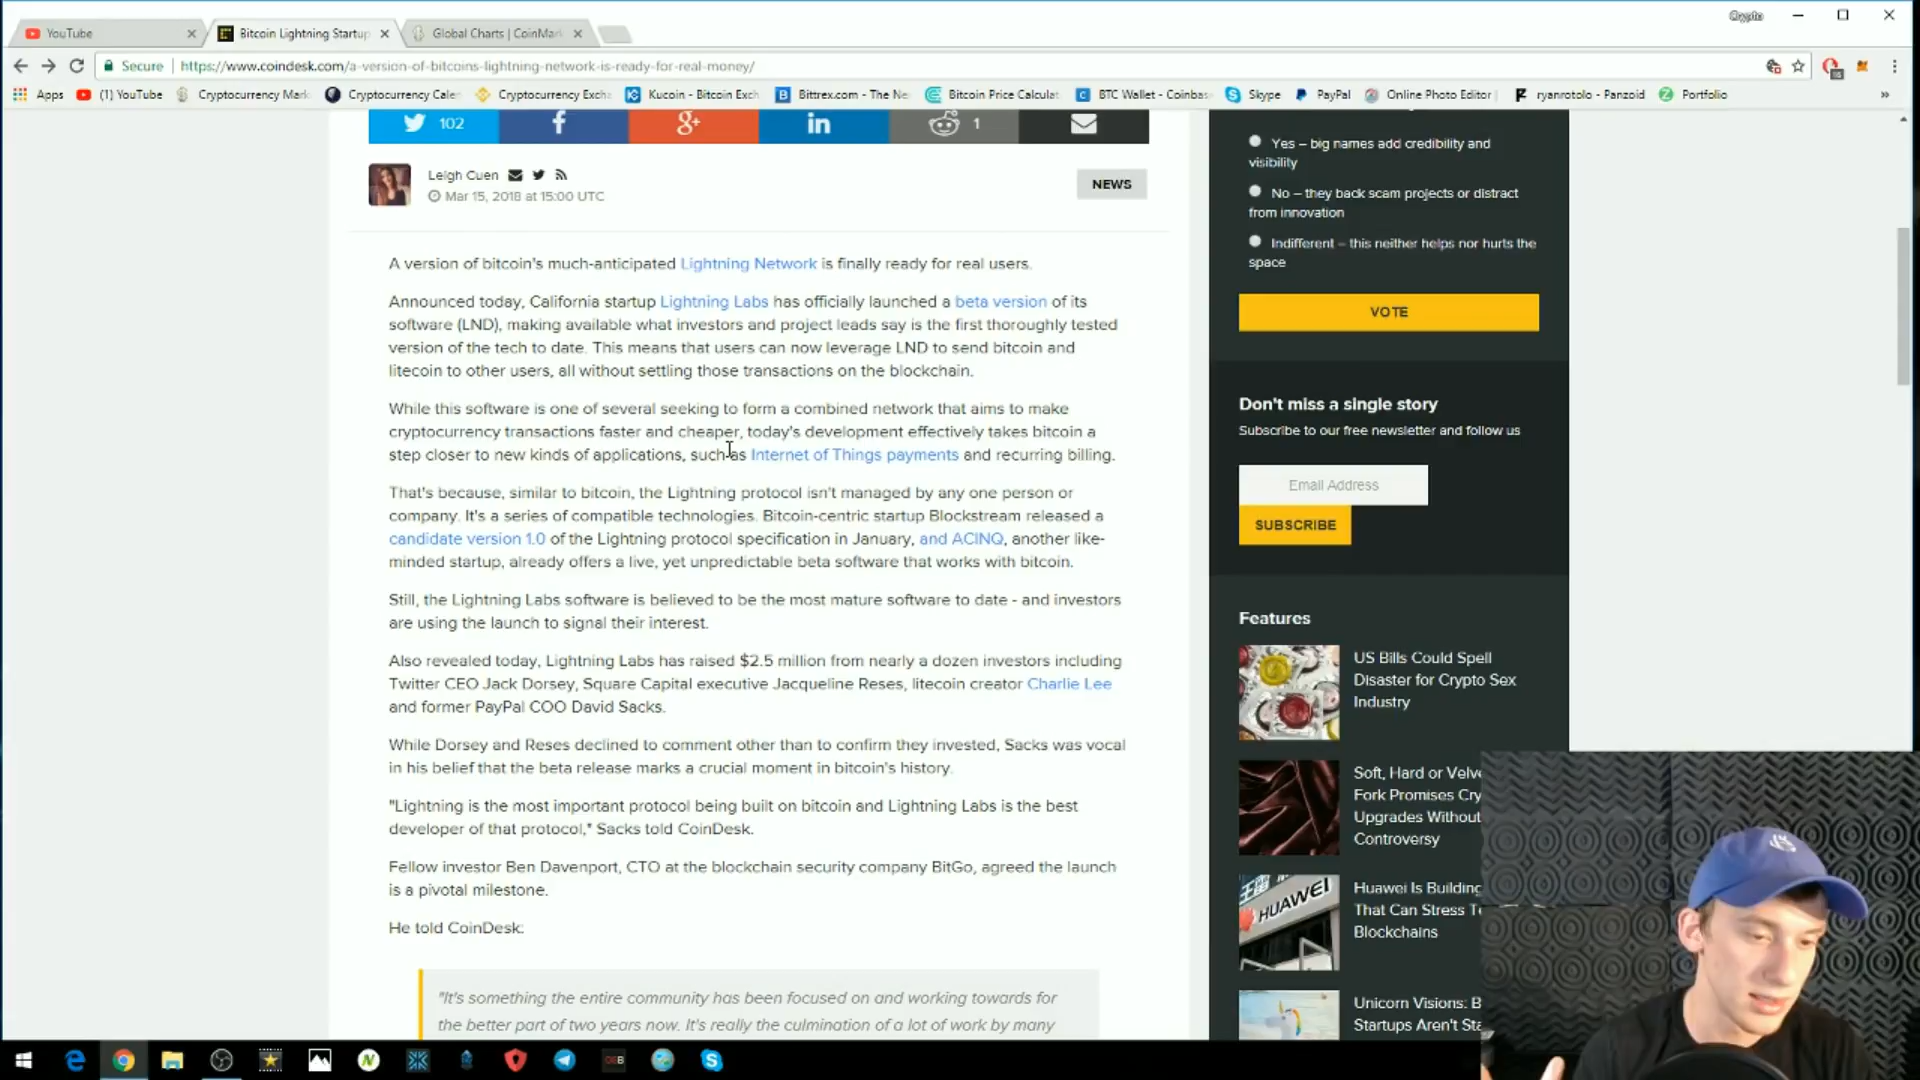 Crypto
YouTube
Bitcoin Lightning Startup
Global Charts | CoinMark
Secure
https://www.coindesk.com/a-version-of-bitcoins-lightning-network-is-ready-for-real-money/
Apps
(1) YouTube
Cryptocurrency Mark
Cryptocurrency Caler
Cryptocurrency Exch
Kucoin - Bitcoin Exch
Bittrex.com - The Ne
Bitcoin Price Calculat
BTC Wallet - Coinbas
Skype
PayPal
Online Photo Editor
ryanrotolo - Panzoid
Portfolio
»
102
1
Leigh Cuen
Mar 15, 2018 at 15:00 UTC
NEWS
A version of bitcoin's much-anticipated Lightning Network is finally ready for real users.
Announced today, California startup Lightning Labs has officially launched a beta version of its
software (LND), making available what investors and project leads say is the first thoroughly tested
version of the tech to date. This means that users can now leverage LND to send bitcoin and
litecoin to other users, all without settling those transactions on the blockchain.
While this software is one of several seeking to form a combined network that aims to make
cryptocurrency transactions faster and cheaper, today's development effectively takes bitcoin a
step closer to new kinds of applications, such as Internet of Things payments and recurring billing.
That's because, similar to bitcoin, the Lightning protocol isn't managed by any one person or
company. It's a series of compatible technologies. Bitcoin-centric startup Blockstream released a
candidate version 1.0 of the Lightning protocol specification in January, and ACINQ, another like-
minded startup, already offers a live, yet unpredictable beta software that works with bitcoin.
Still, the Lightning Labs software is believed to be the most mature software to date - and investors
are using the launch to signal their interest.
Also revealed today, Lightning Labs has raised $2.5 million from nearly a dozen investors including
Twitter CEO Jack Dorsey, Square Capital executive Jacqueline Reses, litecoin creator Charlie Lee
and former PayPal COO David Sacks.
While Dorsey and Reses declined to comment other than to confirm they invested, Sacks was vocal
in his belief that the beta release marks a crucial moment in bitcoin's history.
"Lightning is the most important protocol being built on bitcoin and Lightning Labs is the best
developer of that protocol," Sacks told CoinDesk.
Fellow investor Ben Davenport, CTO at the blockchain security company BitGo, agreed the launch
is a pivotal milestone.
He told CoinDesk:
"It's something the entire community has been focused on and working towards for
the better part of two years now. It's really the culmination of a lot of work by many
Yes – big names add credibility and
visibility
No – they back scam projects or distract
from innovation
Indifferent – this neither helps nor hurts the
space
VOTE
Don't miss a single story
Subscribe to our free newsletter and follow us
Email Address
SUBSCRIBE
Features
US Bills Could Spell
Disaster for Crypto Sex
Industry
Soft, Hard or Velv
Fork Promises Cry
Upgrades Without
Controversy
HUAWEI
Huawei Is Building
That Can Stress T
Blockchains
Unicorn Visions: B
Startups Aren't Sta